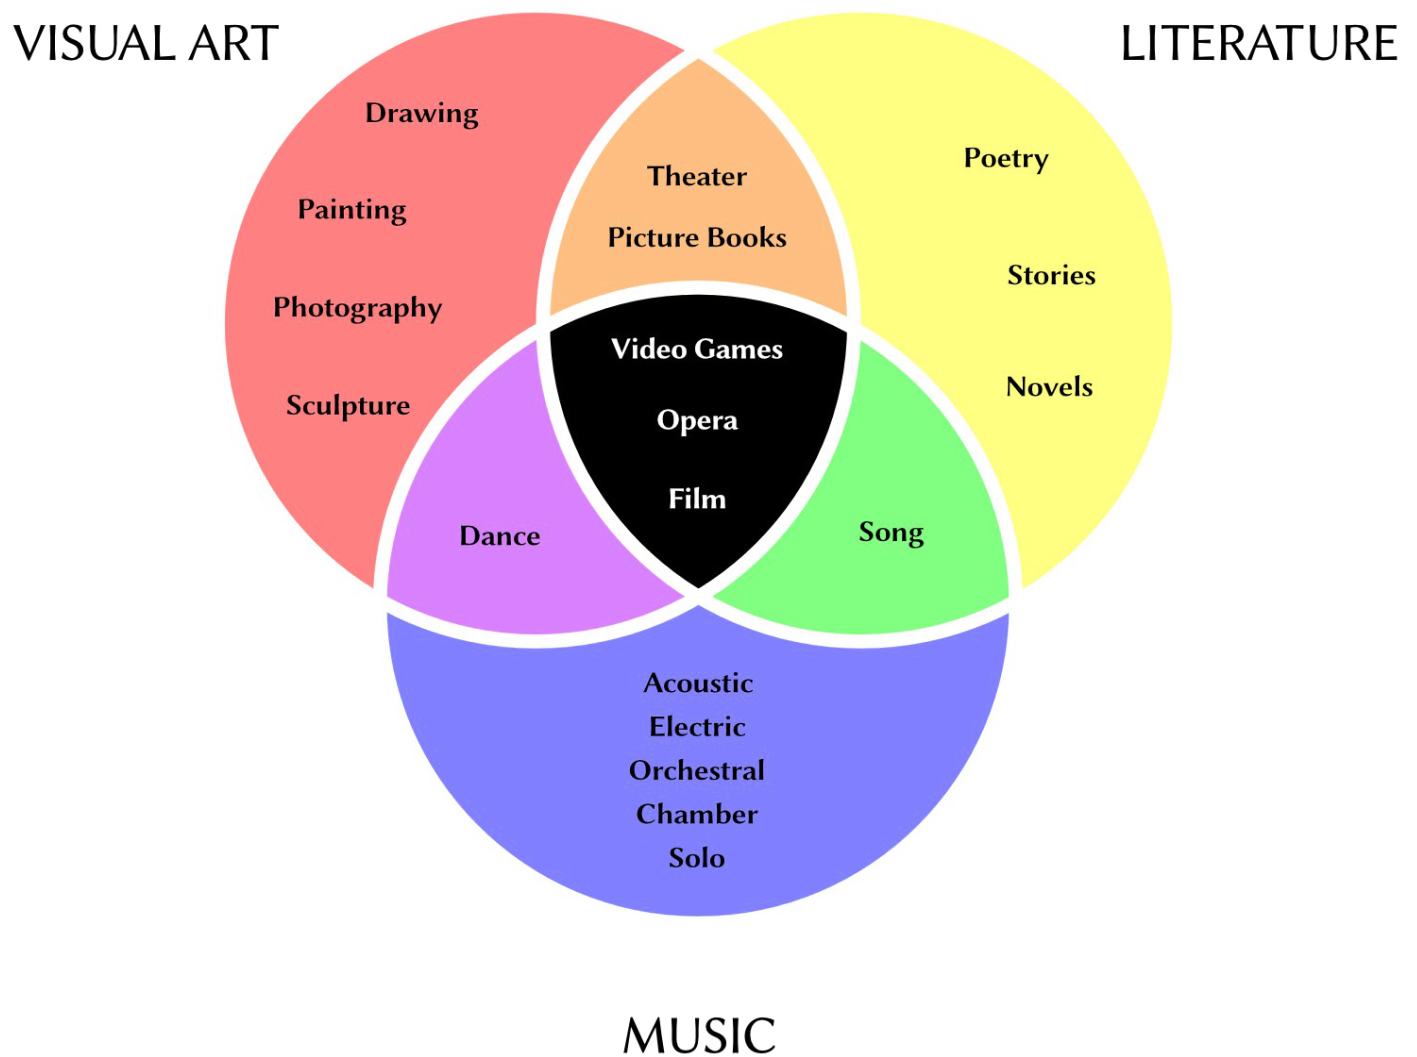 VISUAL ART
LITERATURE
Drawing
Painting
Photography
Sculpture
Theater
Picture Books
Poetry
Stories
Novels
Video Games
Opera
Film
Dance
Song
Acoustic
Electric
Orchestral
Chamber
Solo
MUSIC